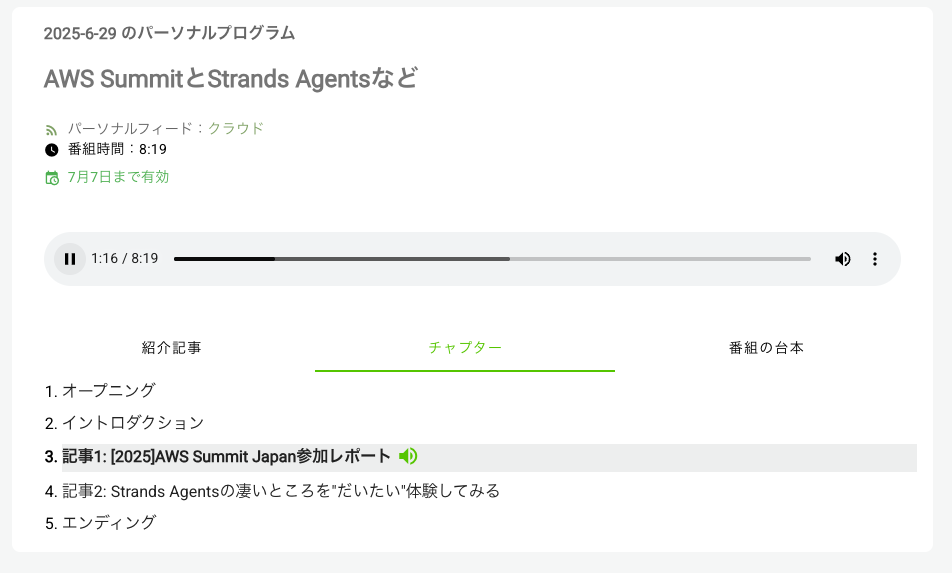 2025-6-29 のパーソナルプログラム
AWS SummitとStrands Agentsなど
パーソナルフィード：クラウド
番組時間：8:19
7月7日まで有効
1:16 / 8:19
紹介記事
チャプター
番組の台本
1. オープニング
2. イントロダクション
3. 記事1: [2025]AWS Summit Japan参加レポート
4. 記事2: Strands Agentsの凄いところを"だいたい"体験してみる
5. エンディング